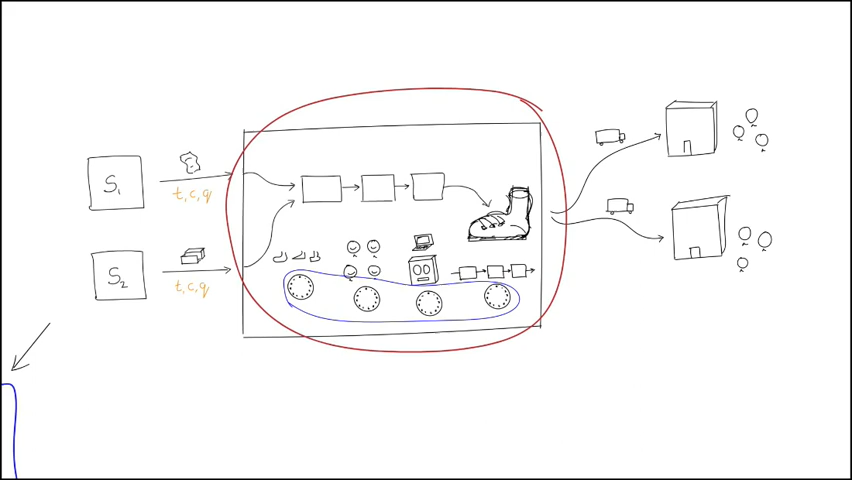 S₁
t, c, q
S₂
t, c, q